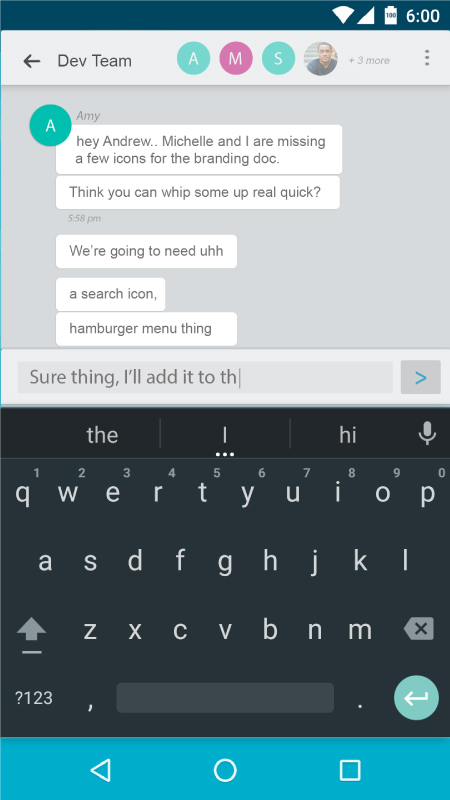 100 6:00
Dev Team A M S + 3 more
Amy
A
hey Andrew.. Michelle and I are missing
a few icons for the branding doc.
Think you can whip some up real quick?
5:58 pm
We're going to need uhh
a search icon,
hamburger menu thing
Sure thing, I'll add it to th
>
the I hi
1 2 3 4 5 6 7 8 9 0
q w e r t y u i o p
a s d f g h j k l
z x c v b n m
?123 , .